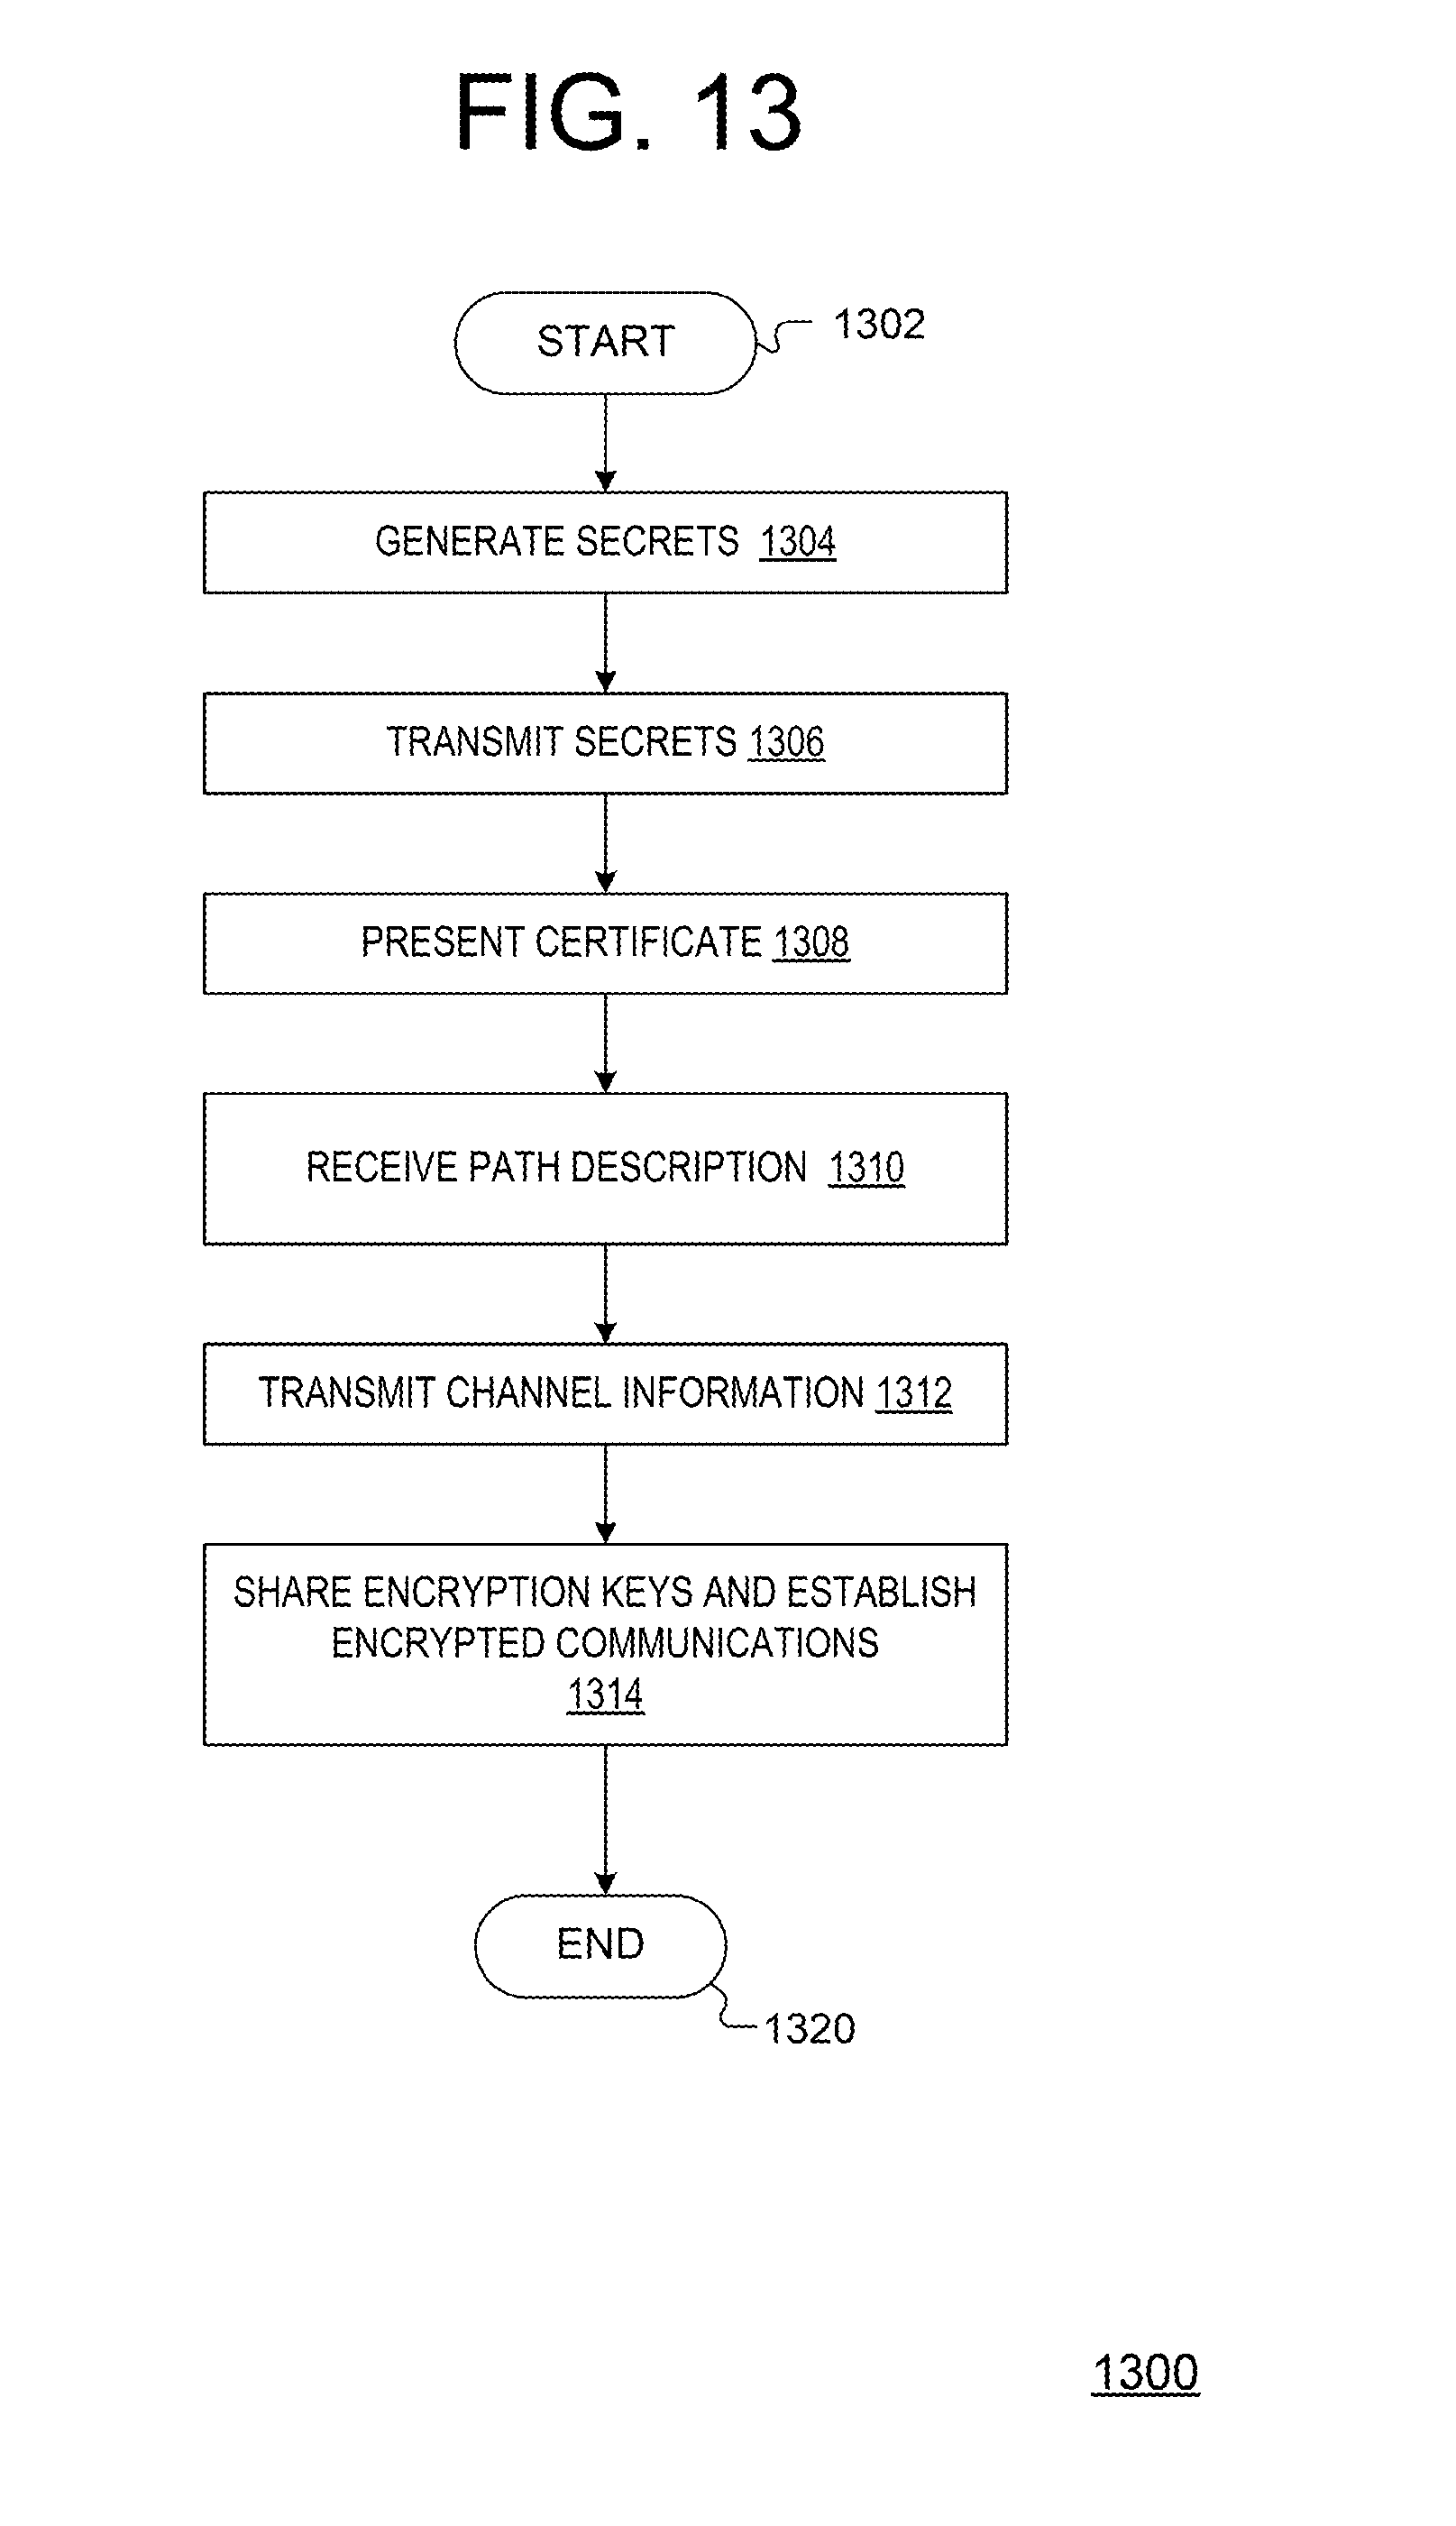 FIG. 13
START
1302
GENERATE SECRETS 1304
TRANSMIT SECRETS 1306
PRESENT CERTIFICATE 1308
RECEIVE PATH DESCRIPTION 1310
TRANSMIT CHANNEL INFORMATION 1312
SHARE ENCRYPTION KEYS AND ESTABLISH
ENCRYPTED COMMUNICATIONS
1314
END
1320
1300